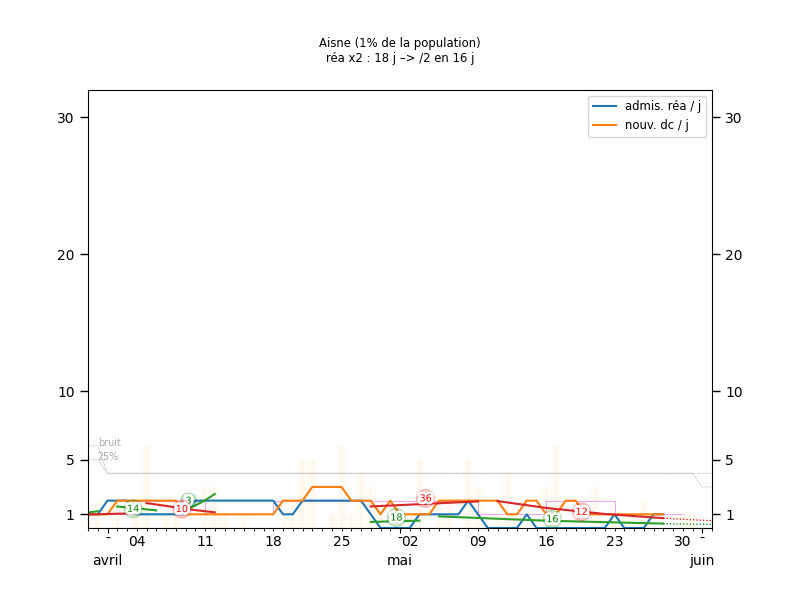 Aisne (1% de la population)
réa x2 : 18 j –> /2 en 16 j
admis. réa / j
nouv. dc / j
30
30
20
20
10
10
bruit
25%
5
5
3
14
10
36
18
12
16
1
1
- 04 11 18 25 -02 09 16 23 30 -
avril mai juin